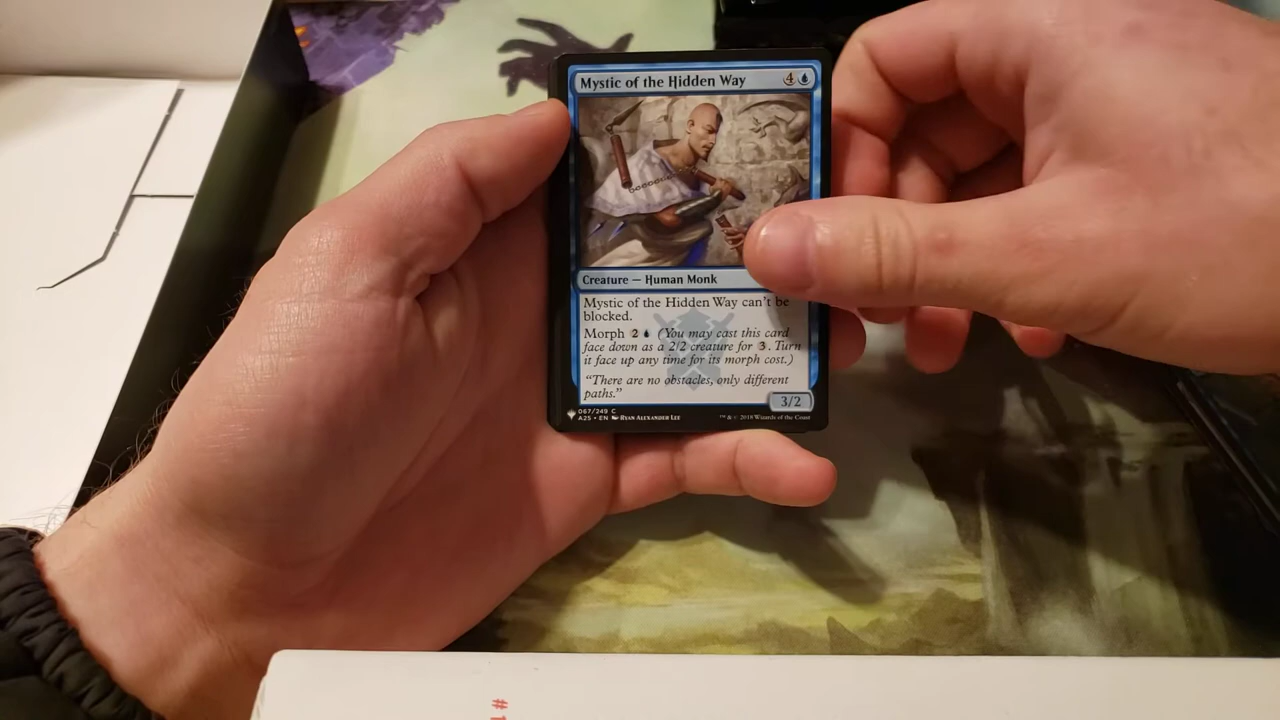 Mystic of the Hidden Way 4
Creature — Human Monk
Mystic of the Hidden Way can't be
blocked.
Morph 2 (You may cast this card
face down as a 2/2 creature for 3. Turn
it face up any time for its morph cost.)
"There are no obstacles, only different
paths."
3/2
067/249 C
A25 • EN Ryan Alexander Lee
™ & © 2018 Wizards of the Coast
# 1